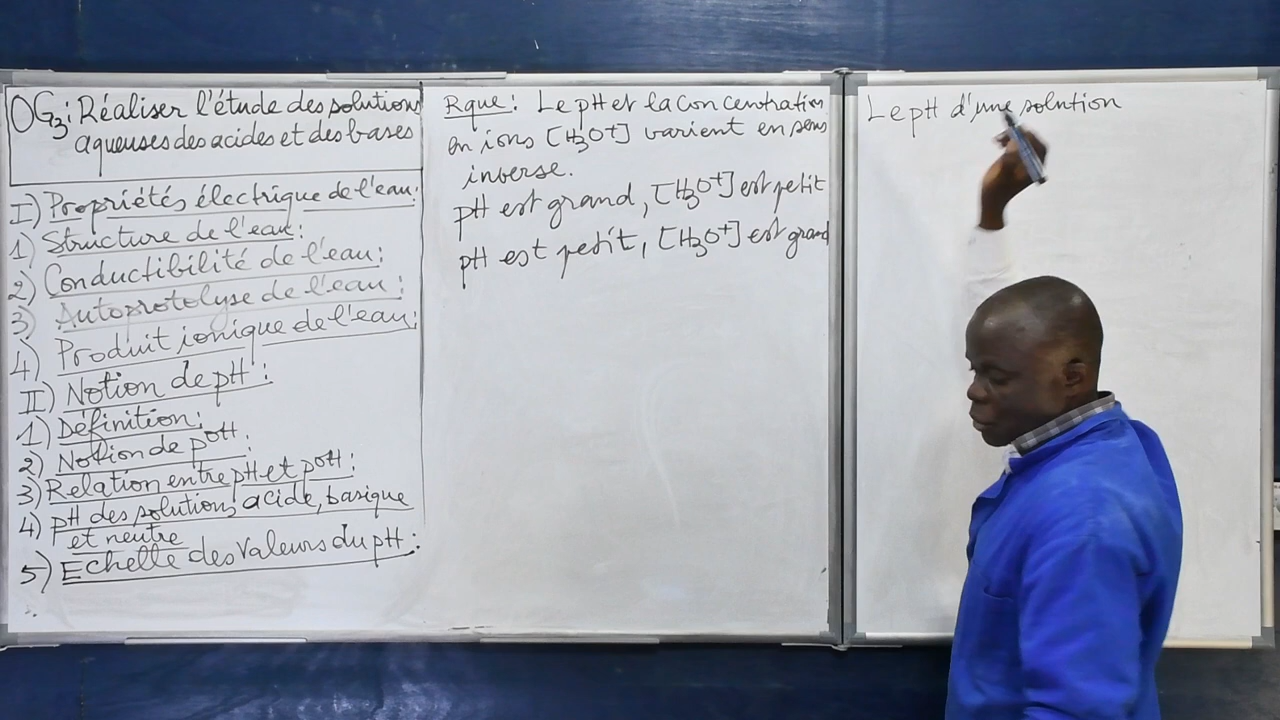 OG3: Réaliser l'étude des solutions
aqueuses des acides et des bases
I) Propriétés électrique de l'eau:
1) Structure de l'eau:
2) Conductibilité de l'eau:
3) Autoprotolyse de l'eau:
4) Produit ionique de l'eau:
II) Notion de pH:
1) Définition:
2) Notion de pOH:
3) Relation entre pH et pOH:
4) pH des solutions acide, basique
et neutre
5) Echelle des valeurs du pH:
Rque: Le pH et la concentration
en ions [H3O+] varient en sens
inverse.
pH est grand, [H3O+] est petit
pH est petit, [H3O+] est grand
Le pH d'une solution